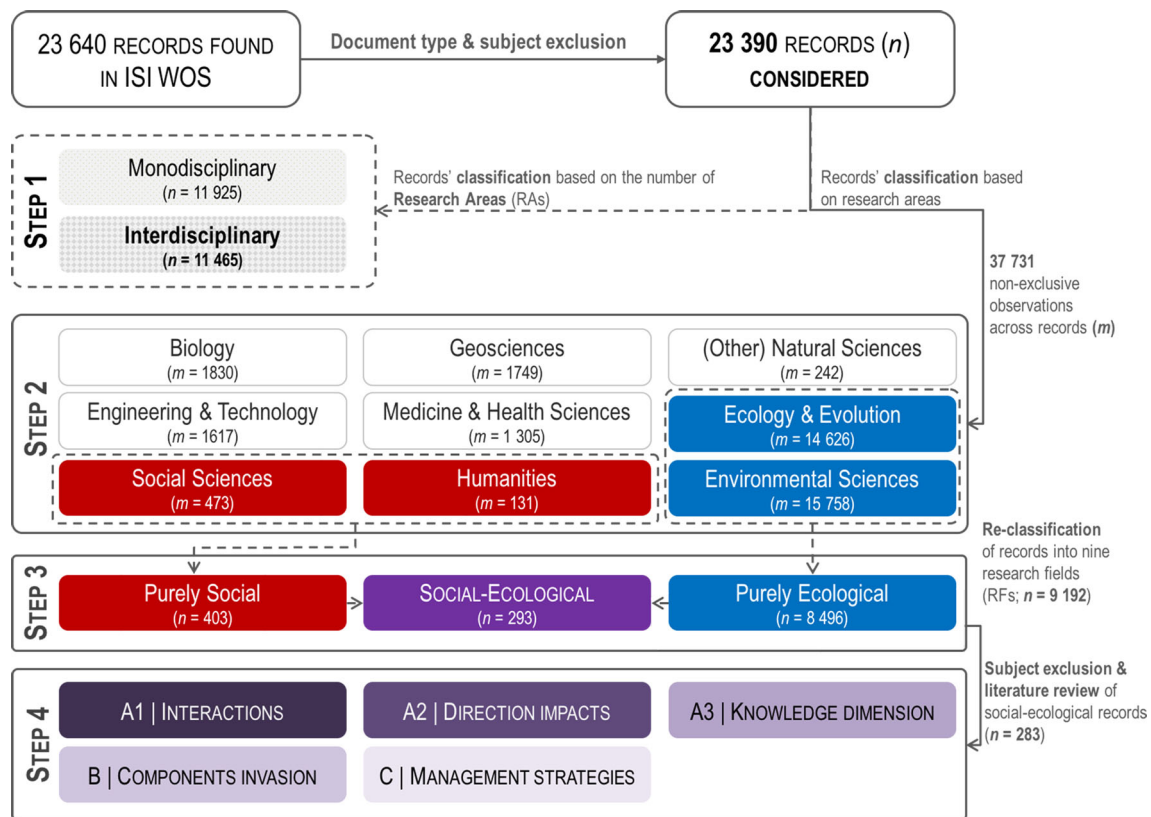 23 640 RECORDS FOUND
IN ISI WOS
Document type & subject exclusion
23 390 RECORDS (n)
CONSIDERED
STEP 1
Monodisciplinary
(n = 11 925)
Interdisciplinary
(n = 11 465)
Records' classification based on the number of
Research Areas (RAs)
Records' classification based
on research areas
37 731
non-exclusive
observations
across records (m)
STEP 2
Biology
(m = 1830)
Geosciences
(m = 1749)
(Other) Natural Sciences
(m = 242)
Engineering & Technology
(m = 1617)
Medicine & Health Sciences
(m = 1 305)
Ecology & Evolution
(m = 14 626)
Social Sciences
(m = 473)
Humanities
(m = 131)
Environmental Sciences
(m = 15 758)
Re-classification
of records into nine
research fields
(RFs; n = 9 192)
STEP 3
Purely Social
(n = 403)
SOCIAL-ECOLOGICAL
(n = 293)
Purely Ecological
(n = 8 496)
Subject exclusion &
literature review of
social-ecological records
(n = 283)
STEP 4
A1 | INTERACTIONS
A2 | DIRECTION IMPACTS
A3 | KNOWLEDGE DIMENSION
B | COMPONENTS INVASION
C | MANAGEMENT STRATEGIES